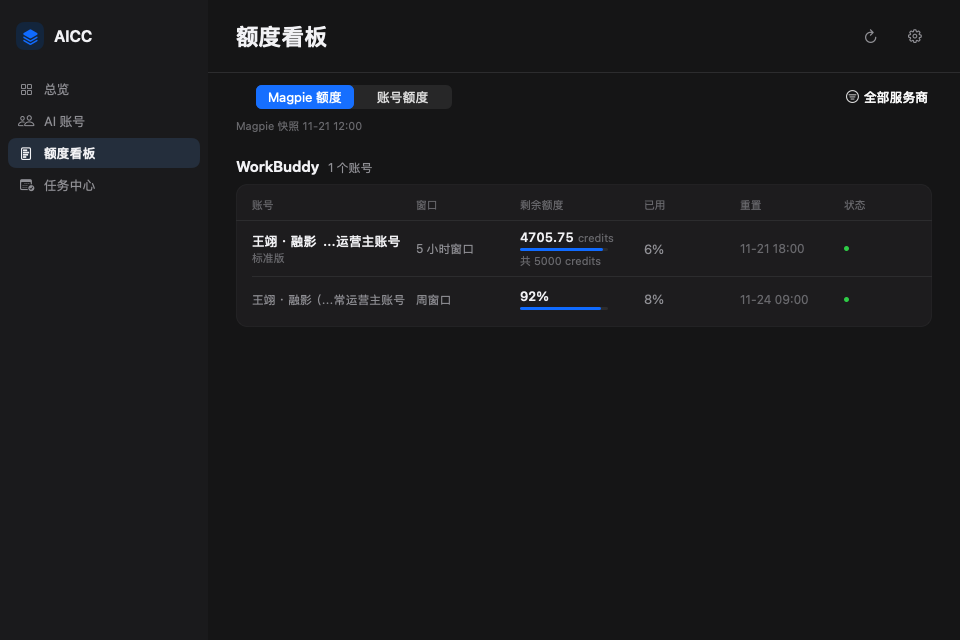 AICC
总览
AI 账号
额度看板
任务中心
额度看板
Magpie 额度 账号额度 全部服务商
Magpie 快照 11-21 12:00
WorkBuddy 1 个账号
账号 窗口 剩余额度 已用 重置 状态
王翊 · 融影 …运营主账号 5 小时窗口 4705.75 credits 6% 11-21 18:00
标准版 共 5000 credits
王翊 · 融影 (…常运营主账号 周窗口 92% 8% 11-24 09:00